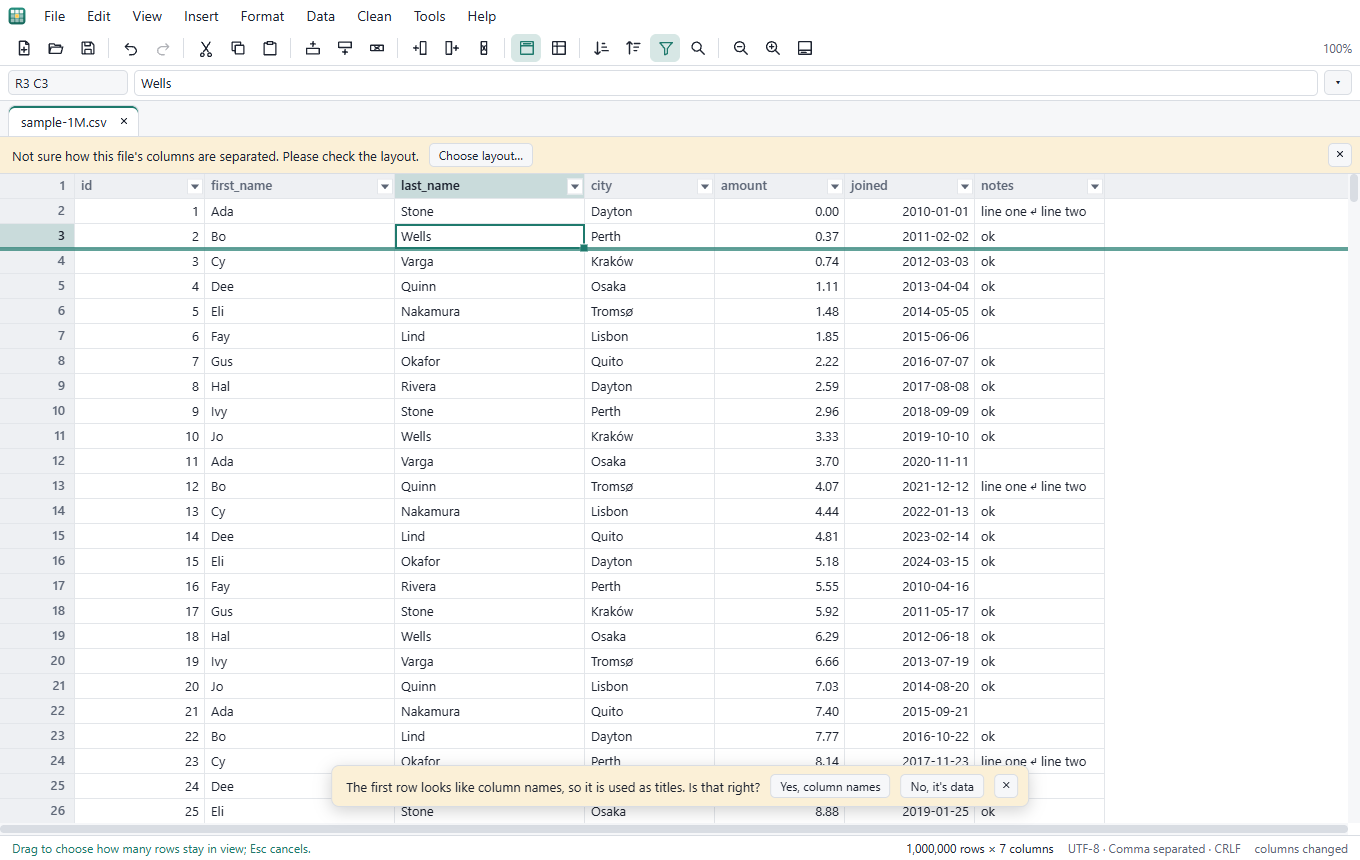 File Edit View Insert Format Data Clean Tools Help
100%
R3 C3 Wells
sample-1M.csv ×
Not sure how this file's columns are separated. Please check the layout. Choose layout... ×
1 id first_name last_name city amount joined notes
2 1 Ada Stone Dayton 0.00 2010-01-01 line one ↵ line two
3 2 Bo Wells Perth 0.37 2011-02-02 ok
4 3 Cy Varga Kraków 0.74 2012-03-03 ok
5 4 Dee Quinn Osaka 1.11 2013-04-04 ok
6 5 Eli Nakamura Tromsø 1.48 2014-05-05 ok
7 6 Fay Lind Lisbon 1.85 2015-06-06
8 7 Gus Okafor Quito 2.22 2016-07-07 ok
9 8 Hal Rivera Dayton 2.59 2017-08-08 ok
10 9 Ivy Stone Perth 2.96 2018-09-09 ok
11 10 Jo Wells Kraków 3.33 2019-10-10 ok
12 11 Ada Varga Osaka 3.70 2020-11-11
13 12 Bo Quinn Tromsø 4.07 2021-12-12 line one ↵ line two
14 13 Cy Nakamura Lisbon 4.44 2022-01-13 ok
15 14 Dee Lind Quito 4.81 2023-02-14 ok
16 15 Eli Okafor Dayton 5.18 2024-03-15 ok
17 16 Fay Rivera Perth 5.55 2010-04-16
18 17 Gus Stone Kraków 5.92 2011-05-17 ok
19 18 Hal Wells Osaka 6.29 2012-06-18 ok
20 19 Ivy Varga Tromsø 6.66 2013-07-19 ok
21 20 Jo Quinn Lisbon 7.03 2014-08-20 ok
22 21 Ada Nakamura Quito 7.40 2015-09-21
23 22 Bo Lind Dayton 7.77 2016-10-22 ok
24 23 Cy Okafor Perth 8.14 2017-11-23 line one ↵ line two
25 24 Dee
The first row looks like column names, so it is used as titles. Is that right? Yes, column names No, it's data ×
26 25 Eli Stone Osaka 8.88 2019-01-25 ok
Drag to choose how many rows stay in view; Esc cancels. 1,000,000 rows × 7 columns UTF-8 · Comma separated · CRLF columns changed